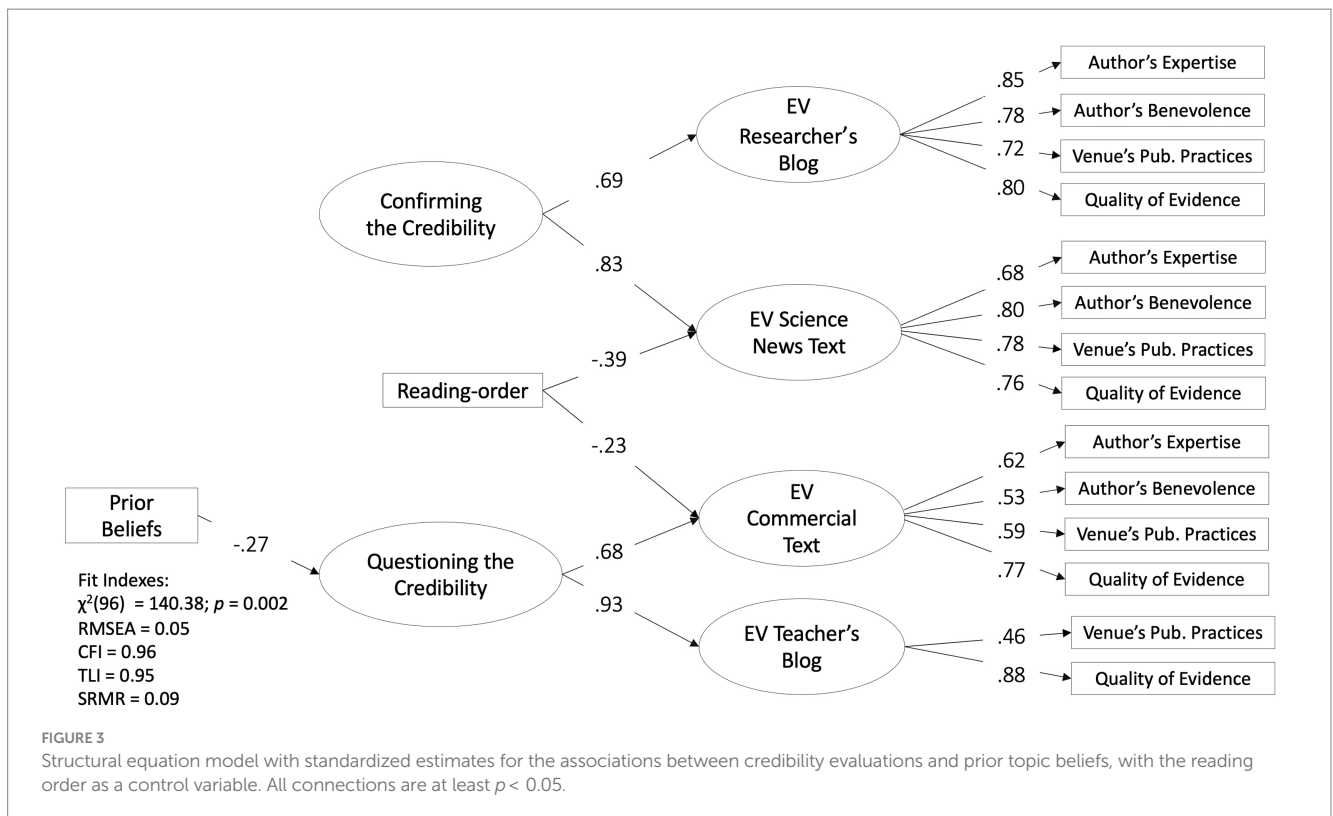 Author's Expertise
.85
EV
Researcher's
Blog
.78
Author's Benevolence
.72
Venue's Pub. Practices
.80
Quality of Evidence
.69
Confirming
the Credibility
.83
Author's Expertise
.68
.80
Author's Benevolence
EV Science
News Text
.78
Venue's Pub. Practices
.76
Quality of Evidence
-.39
Reading-order
-.23
Author's Expertise
.62
EV
Commercial
Text
.53
Author's Benevolence
.59
Venue's Pub. Practices
.77
Quality of Evidence
Prior
Beliefs
-.27
Questioning the
Credibility
.68
.93
EV Teacher's
Blog
.46
Venue's Pub. Practices
.88
Quality of Evidence
Fit Indexes:
χ²(96) = 140.38; p = 0.002
RMSEA = 0.05
CFI = 0.96
TLI = 0.95
SRMR = 0.09
FIGURE 3
Structural equation model with standardized estimates for the associations between credibility evaluations and prior topic beliefs, with the reading
order as a control variable. All connections are at least p < 0.05.